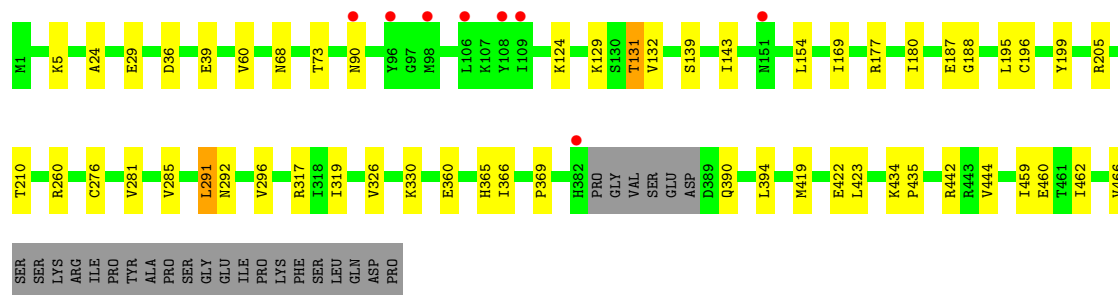 M1 K5 A24 E29 D36 E39 V60 N68 T73 N90 Y96 G97 M98 L106 K107 Y108 I109 K124 K129 S130 T131 V132 S139 I143 N151 L154 I169 R177 I180 E187 G188 L195 C196 Y199 R205
T210 R260 C276 V281 V285 L291 N292 V296 R317 I318 I319 V326 K330 E360 H365 I366 P369 H382 PRO GLY VAL SER GLU ASP D389 Q390 L394 M419 E422 L423 K434 P435 R442 R443 V444 I459 E460 T461 I462 V466
SER SER LYS ARG ILE PRO TYR ALA PRO SER GLY GLU ILE PRO LYS PHE SER LEU GLN ASP PRO